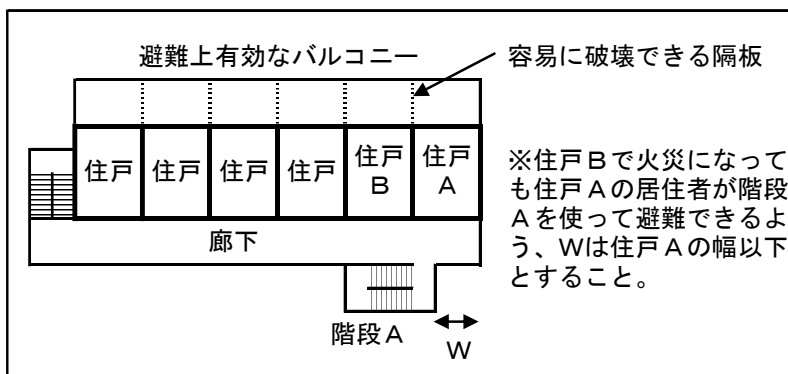 避難上有効なバルコニー
容易に破壊できる隔板
住戸 住戸 住戸 住戸 住戸B 住戸A
※住戸Bで火災になって
も住戸Aの居住者が階段
Aを使って避難できるよ
う、Wは住戸Aの幅以下
とすること。
廊下
階段A
W